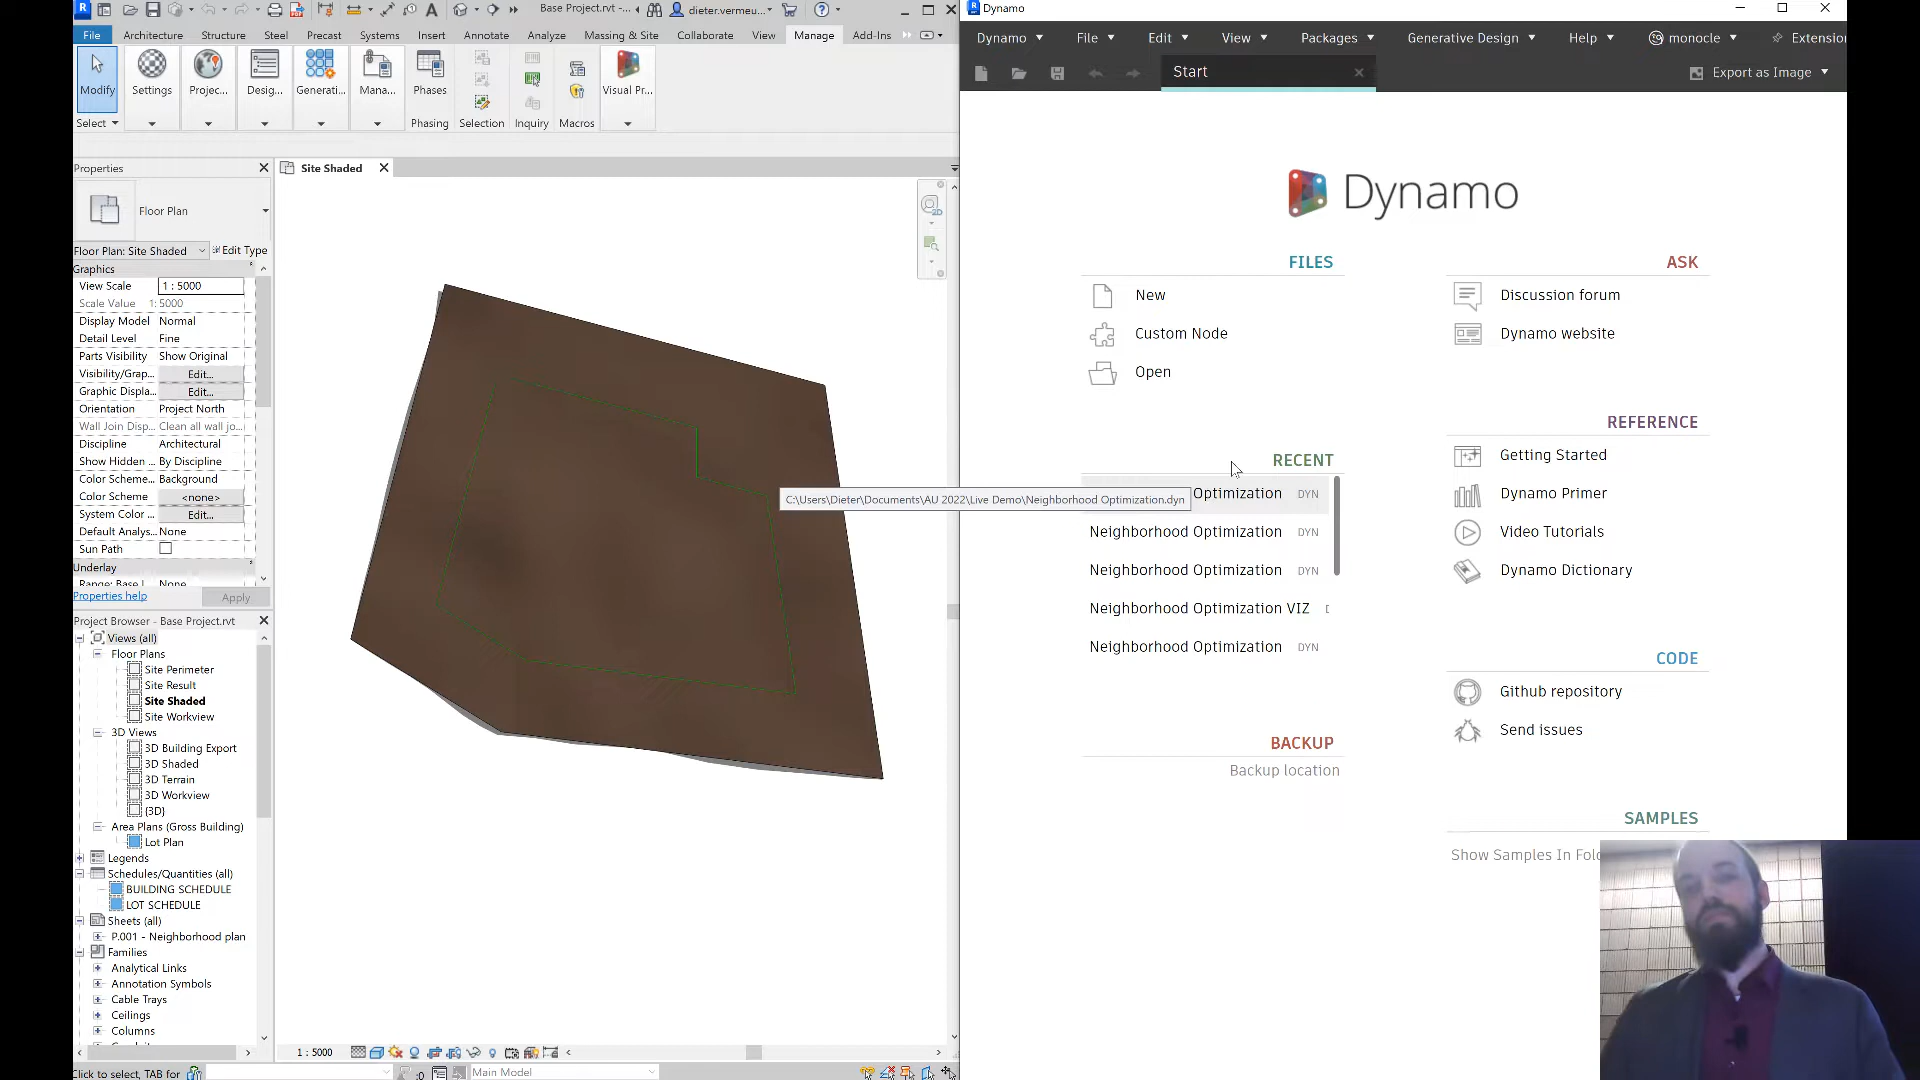 Base Project.rvt -...
dieter.vermeu...
File Architecture Structure Steel Precast Systems Insert Annotate Analyze Massing & Site Collaborate View Manage Add-Ins
Modify Settings Projec... Desig... Generati... Mana... Phases Visual Pr...
Select Phasing Selection Inquiry Macros
Properties
Site Shaded
Floor Plan
Floor Plan: Site Shaded Edit Type
Graphics
View Scale 1 : 5000
Scale Value 1: 5000
Display Model Normal
Detail Level Fine
Parts Visibility Show Original
Visibility/Grap... Edit...
Graphic Displa... Edit...
Orientation Project North
Wall Join Disp... Clean all wall jo...
Discipline Architectural
Show Hidden ... By Discipline
Color Scheme ... Background
Color Scheme <none>
System Color ... Edit...
Default Analys... None
Sun Path
Underlay
Range: Base L... None
Properties help Apply
Project Browser - Base Project.rvt
Views (all)
Floor Plans
Site Perimeter
Site Result
Site Shaded
Site Workview
3D Views
3D Building Export
3D Shaded
3D Terrain
3D Workview
{3D}
Area Plans (Gross Building)
Lot Plan
Legends
Schedules/Quantities (all)
BUILDING SCHEDULE
LOT SCHEDULE
Sheets (all)
P.001 - Neighborhood plan
Families
Analytical Links
Annotation Symbols
Cable Trays
Ceilings
Columns
1 : 5000
Click to select, TAB for
:0
Main Model
Dynamo
Dynamo File Edit View Packages Generative Design Help monocle Extensio
Start
Export as Image
Dynamo
FILES
New
Custom Node
Open
RECENT
Optimization DYN
C:\Users\Dieter\Documents\AU 2022\Live Demo\Neighborhood Optimization.dyn
Neighborhood Optimization DYN
Neighborhood Optimization DYN
Neighborhood Optimization VIZ
Neighborhood Optimization DYN
BACKUP
Backup location
ASK
Discussion forum
Dynamo website
REFERENCE
Getting Started
Dynamo Primer
Video Tutorials
Dynamo Dictionary
CODE
Github repository
Send issues
SAMPLES
Show Samples In Fol